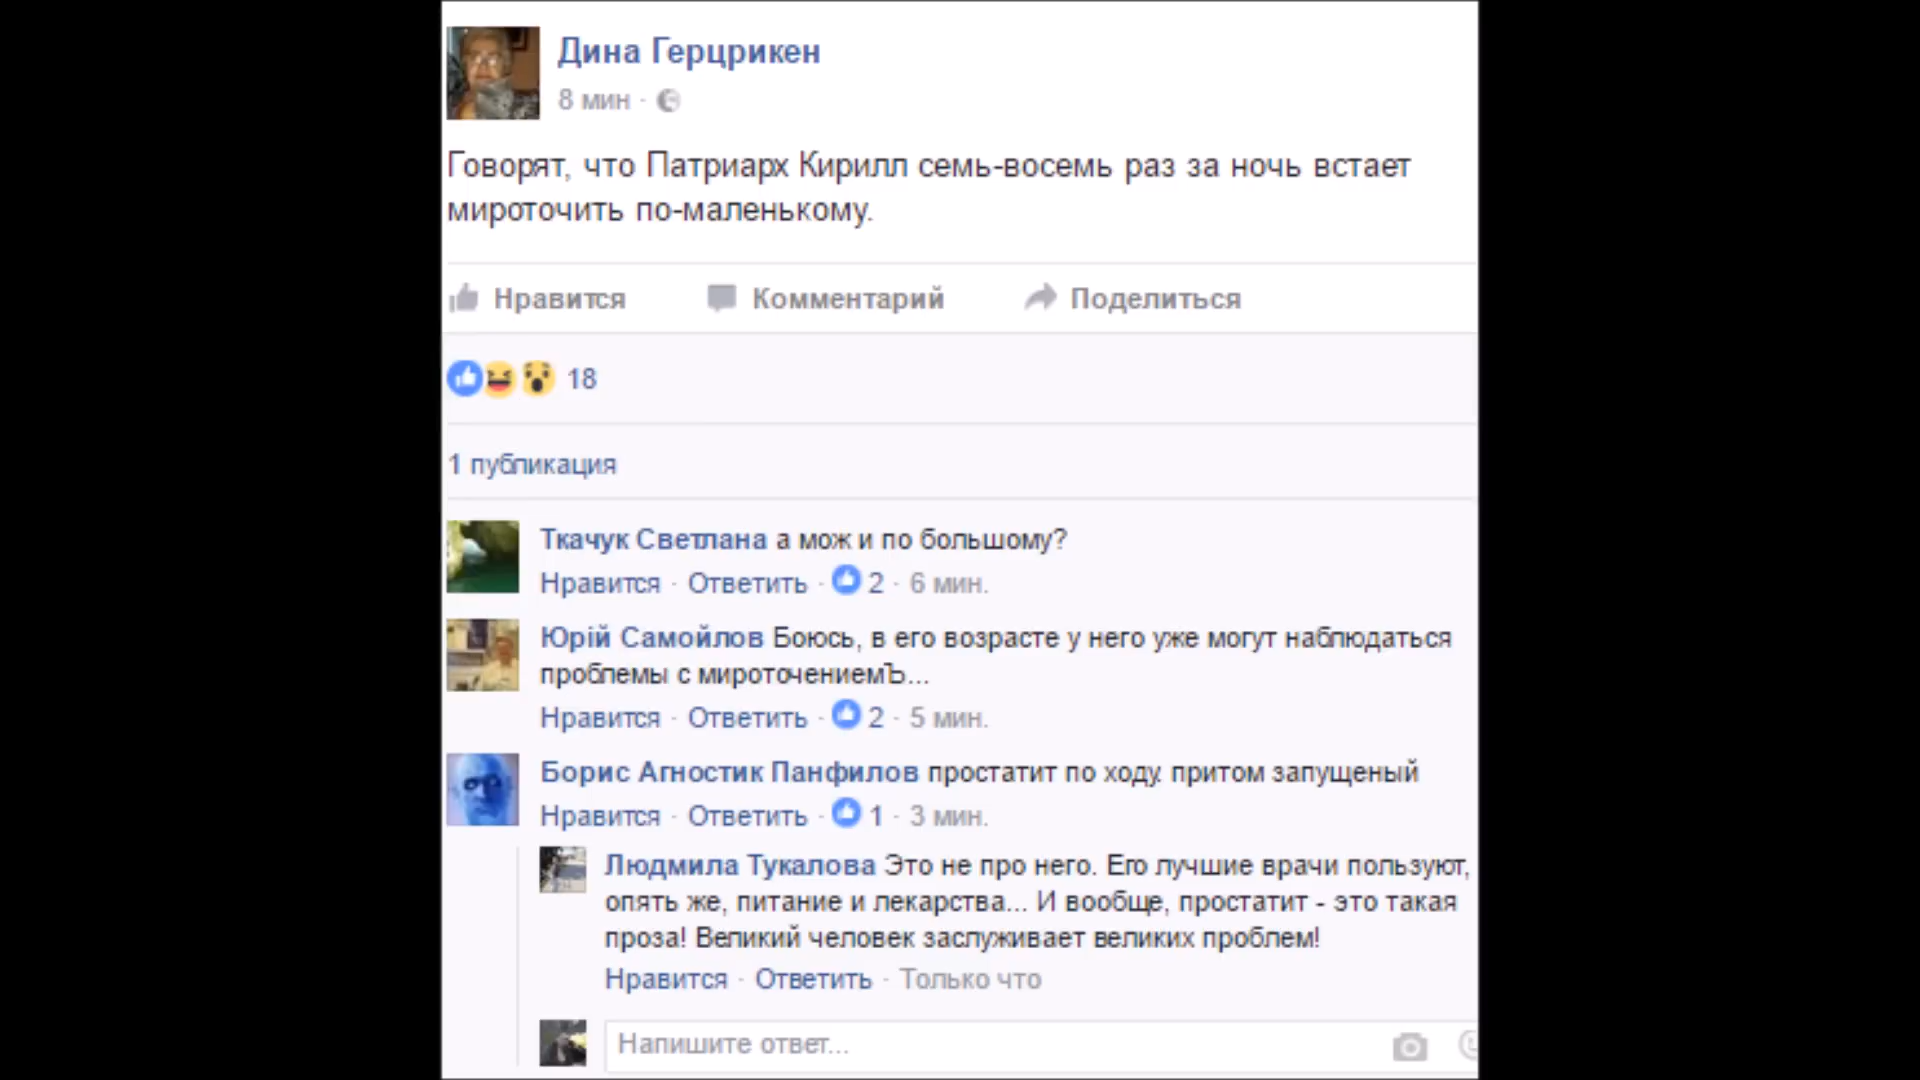 Дина Герцрикен
8 мин ·
Говорят, что Патриарх Кирилл семь-восемь раз за ночь встает
мироточить по-маленькому.
Нравится Комментарий Поделиться
18
1 публикация
Ткачук Светлана а мож и по большому?
Нравится · Ответить · 2 · 6 мин.
Юрій Самойлов Боюсь, в его возрасте у него уже могут наблюдаться
проблемы с мироточениемЪ...
Нравится · Ответить · 2 · 5 мин.
Борис Агностик Панфилов простатит по ходу. притом запущеный
Нравится · Ответить · 1 · 3 мин.
Людмила Тукалова Это не про него. Его лучшие врачи пользуют,
опять же, питание и лекарства... И вообще, простатит - это такая
проза! Великий человек заслуживает великих проблем!
Нравится · Ответить · Только что
Напишите ответ...